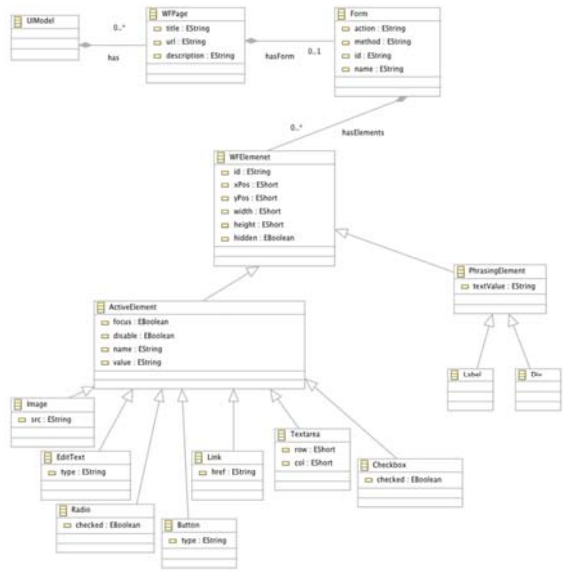 UIModel
0..*
has
WFPage
title : EString
url : EString
description : EString
hasForm
0..1
Form
action : EString
method : EString
id : EString
name : EString
0..*
hasElements
WFElemenet
id : EString
xPos : EShort
yPos : EShort
width : EShort
height : EShort
hidden : EBoolean
PhrasingElement
textValue : EString
ActiveElement
focus : EBoolean
disable : EBoolean
name : EString
value : EString
Label
Div
Image
src : EString
EditText
type : EString
Radio
checked : EBoolean
Button
type : EString
Link
href : EString
Textarea
row : EShort
col : EShort
Checkbox
checked : EBoolean